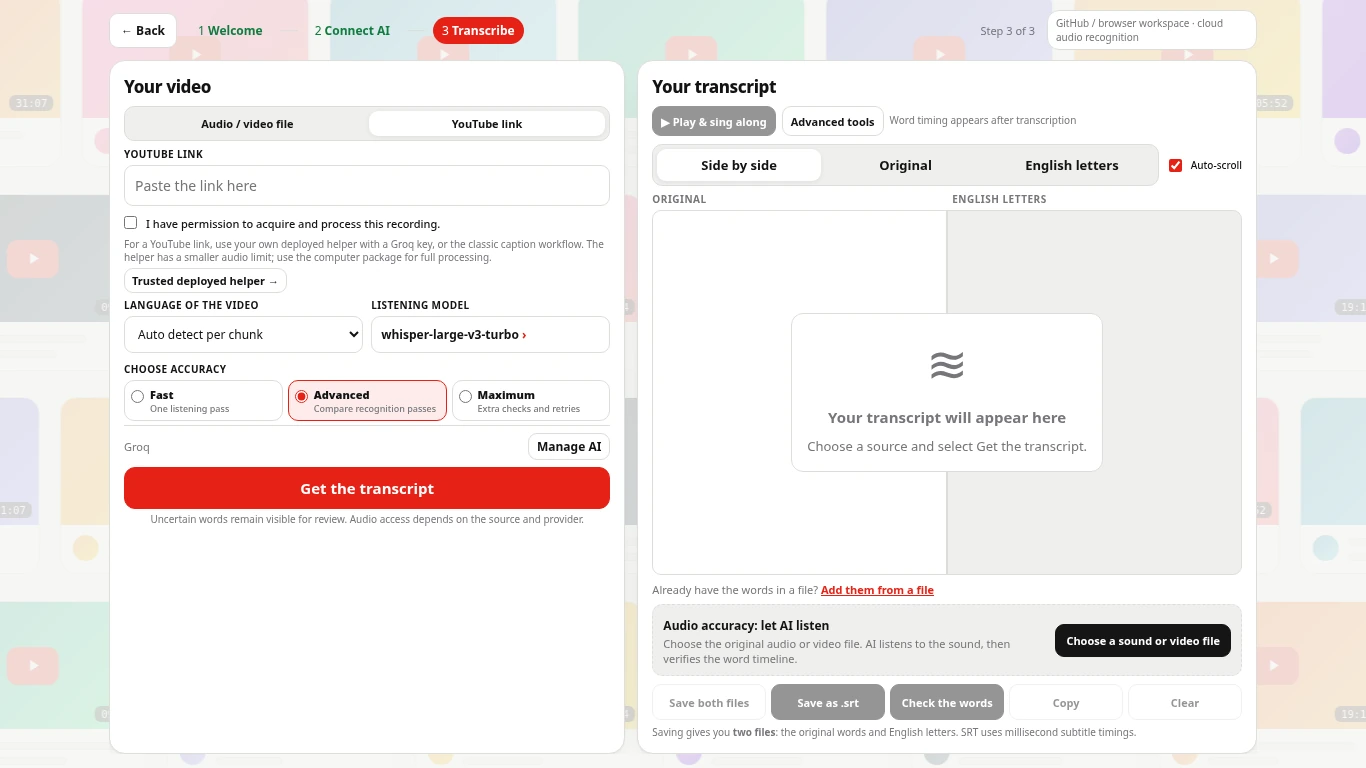 ← Back
1 Welcome
2 Connect AI
3 Transcribe
Step 3 of 3
GitHub / browser workspace · cloud
audio recognition
31:07
05:52
Your video
Audio / video file
YouTube link
YOUTUBE LINK
Paste the link here
I have permission to acquire and process this recording.
For a YouTube link, use your own deployed helper with a Groq key, or the classic caption workflow. The
helper has a smaller audio limit; use the computer package for full processing.
Trusted deployed helper →
LANGUAGE OF THE VIDEO
LISTENING MODEL
Auto detect per chunk
whisper-large-v3-turbo ›
CHOOSE ACCURACY
Fast
One listening pass
Advanced
Compare recognition passes
Maximum
Extra checks and retries
Groq
Manage AI
Get the transcript
Uncertain words remain visible for review. Audio access depends on the source and provider.
Your transcript
▶ Play & sing along
Advanced tools
Word timing appears after transcription
Side by side
Original
English letters
Auto-scroll
ORIGINAL
ENGLISH LETTERS
Your transcript will appear here
Choose a source and select Get the transcript.
Already have the words in a file? Add them from a file
Audio accuracy: let AI listen
Choose the original audio or video file. AI listens to the sound, then
verifies the word timeline.
Choose a sound or video file
Save both files
Save as .srt
Check the words
Copy
Clear
Saving gives you two files: the original words and English letters. SRT uses millisecond subtitle timings.